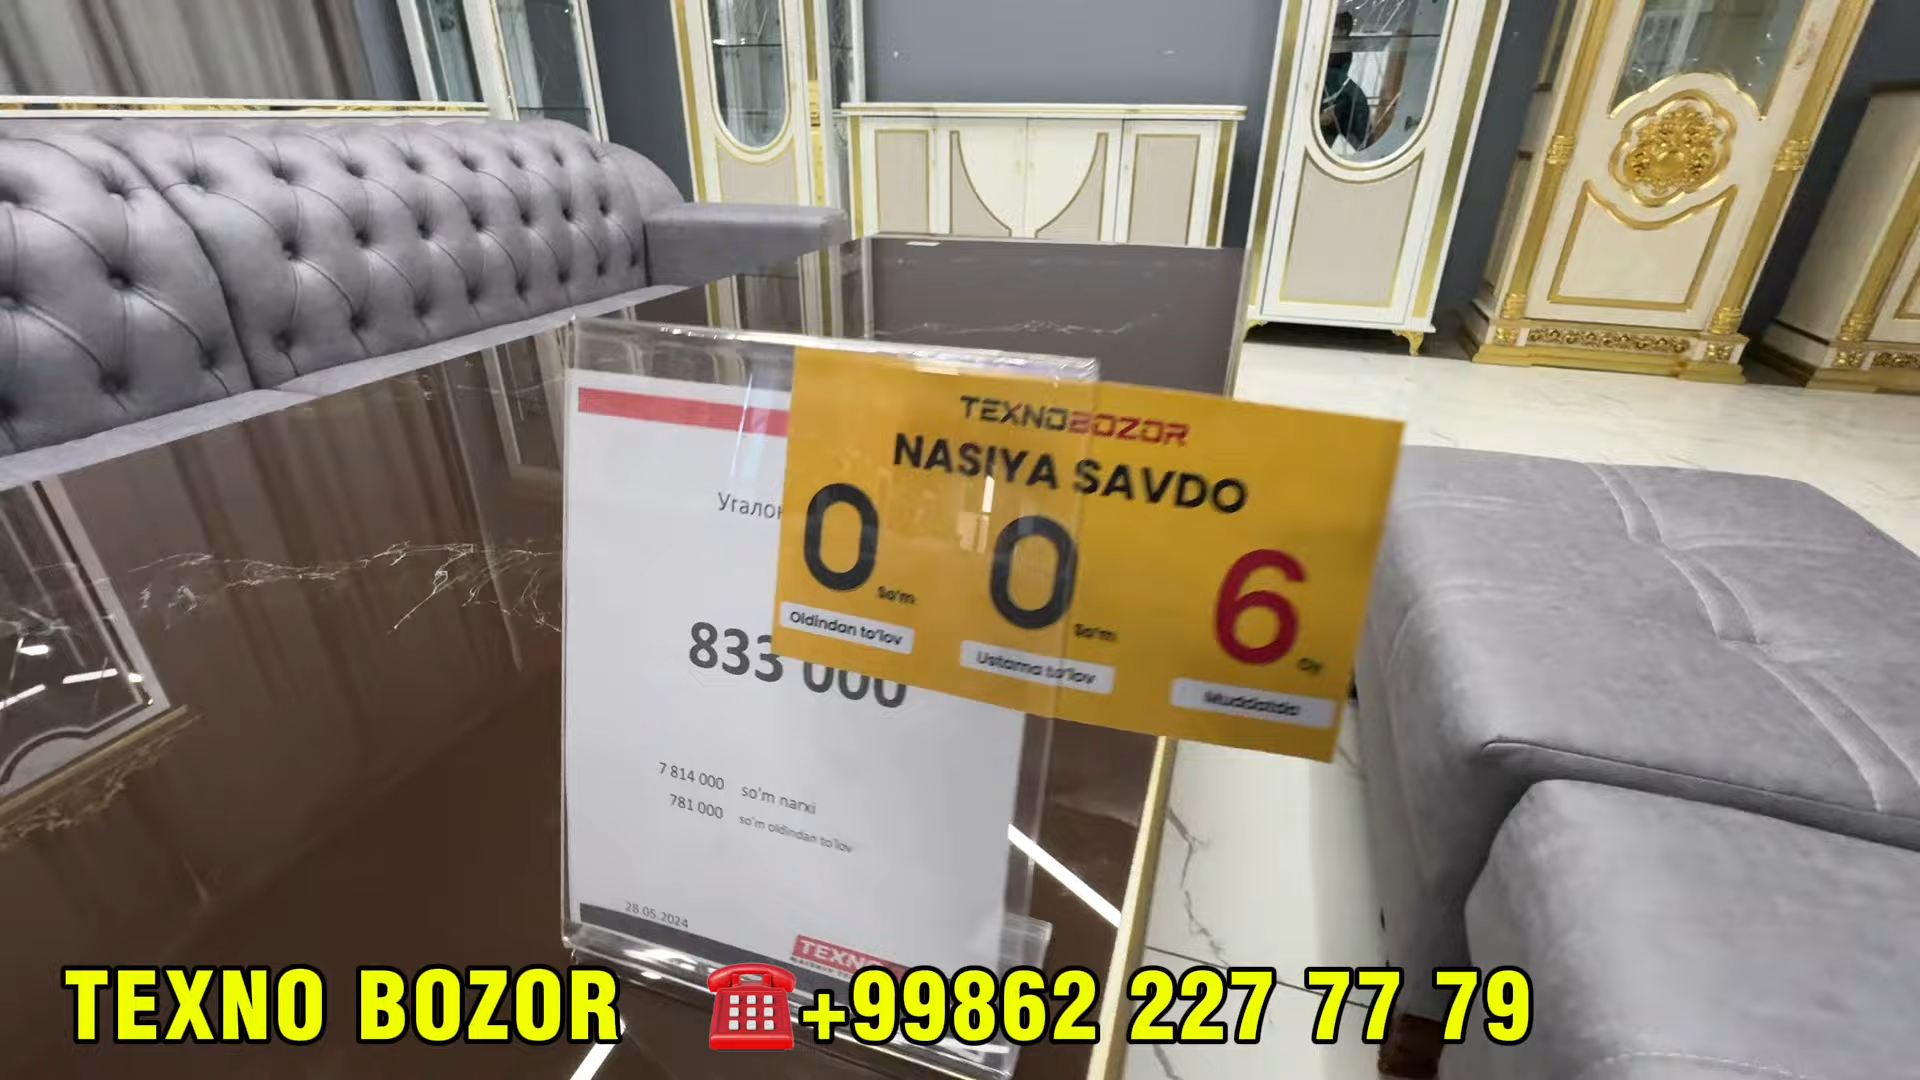 TEXNOBOZOR
NASIYA SAVDO
0 So'm
Oldindan to'lov
0 So'm
Ustama to'lov
6 Oy
Muddatda
833 000
7 814 000 so'm narxi
781 000 so'm oldindan to'lov
28.05.2024
TEXNO
TEXNO BOZOR ☎+99862 227 77 79